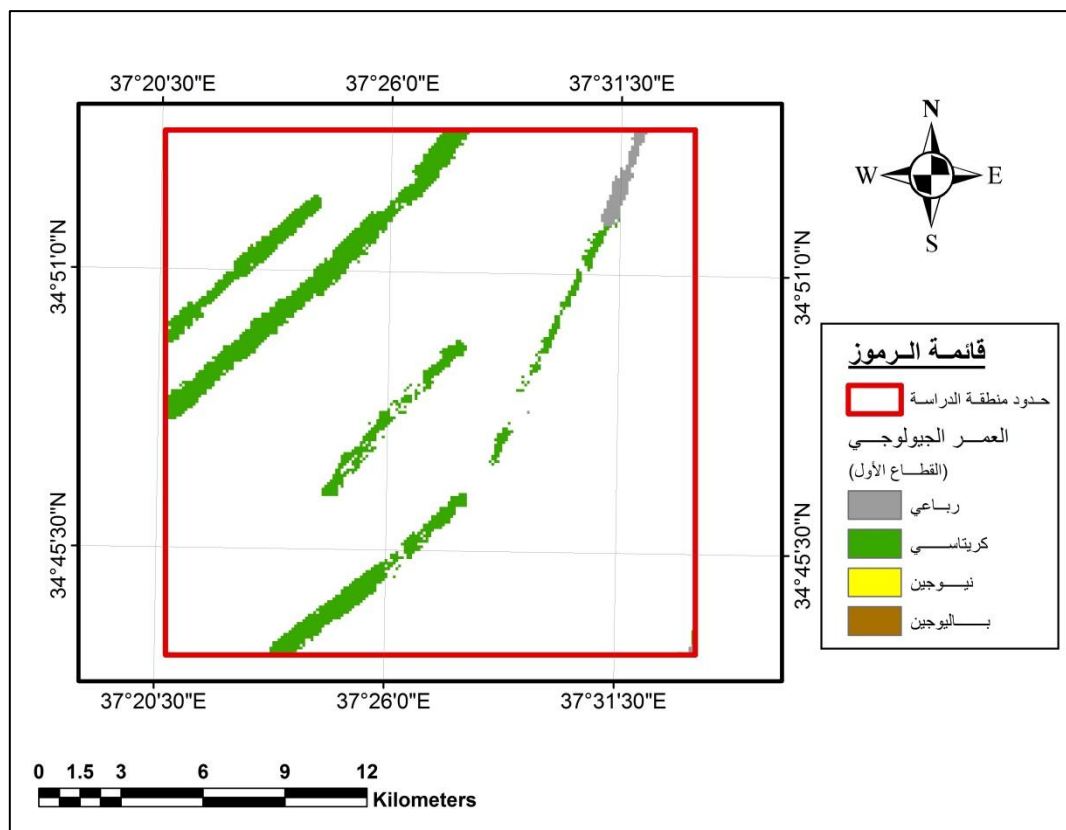 37°20'30"E 37°26'0"E 37°31'30"E
N
W E
S
34°51'0"N 34°51'0"N
34°45'30"N 34°45'30"N
قائمة الرموز
حدود منطقة الدراسة
العمر الجيولوجي
(القطاع الأول)
رباعي
كريتاسي
نيوجين
باليوجين
37°20'30"E 37°26'0"E 37°31'30"E
0 1.5 3 6 9 12
Kilometers